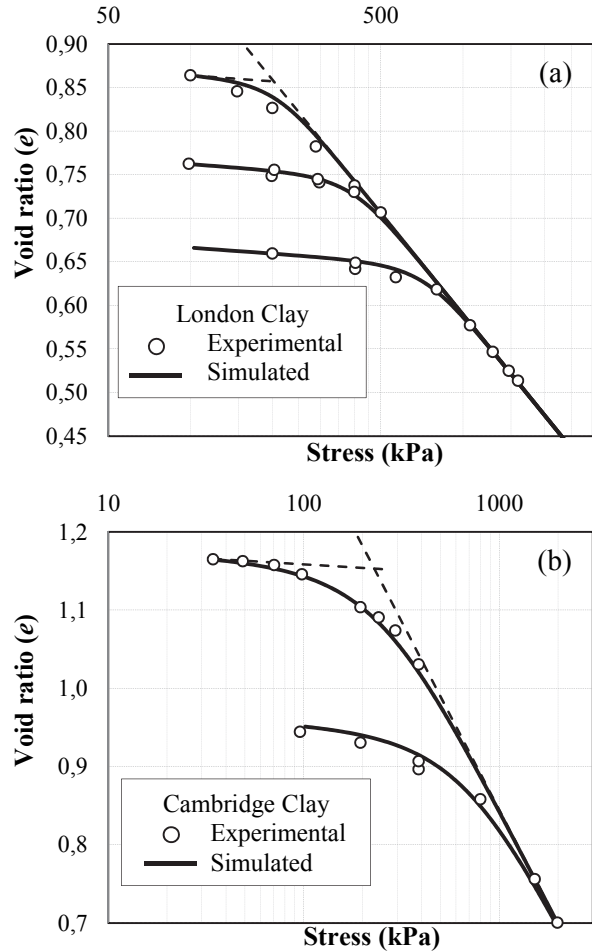 50 500
0,90
(a)
0,85
0,80
0,75
0,70
0,65
0,60
0,55
0,50
0,45
Void ratio (e)
London Clay
Experimental
Simulated
Stress (kPa)
10 100 1000
1,2
(b)
1,1
1,0
0,9
0,8
0,7
Void ratio (e)
Cambridge Clay
Experimental
Simulated
Stress (kPa)